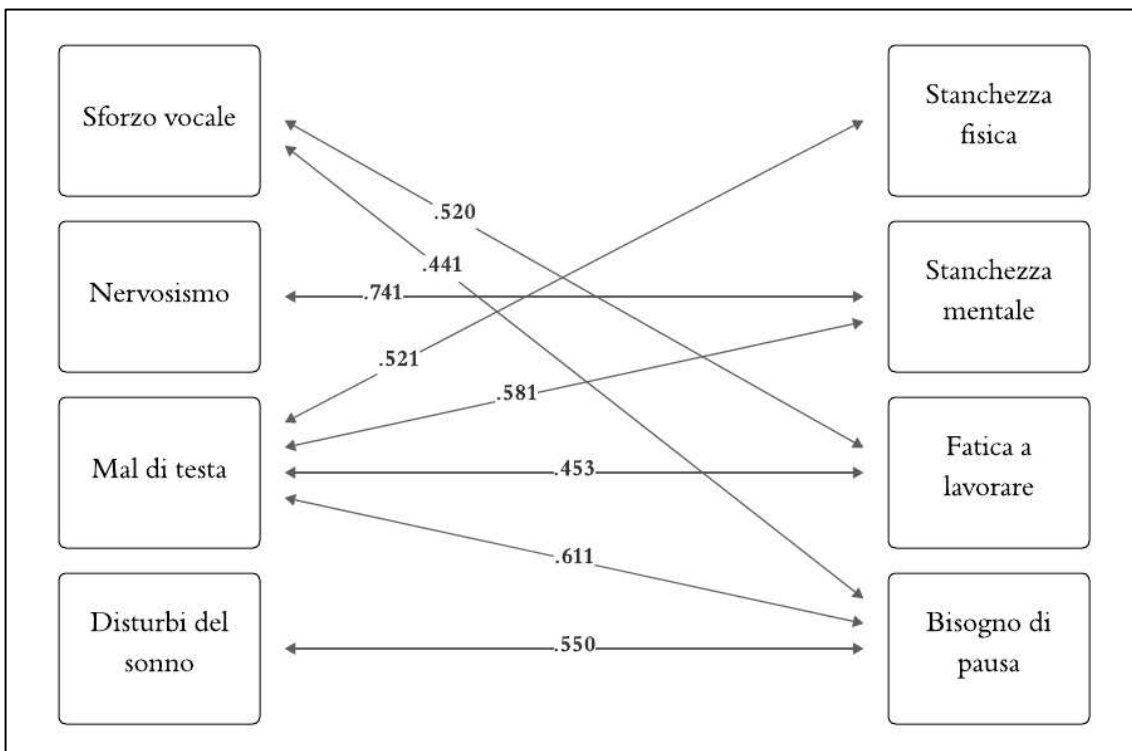 Sforzo vocale
Stanchezza
fisica
.520
.441
Nervosismo
.741
Stanchezza
mentale
.521
.581
Mal di testa
.453
Fatica a
lavorare
.611
Disturbi del
sonno
.550
Bisogno di
pausa